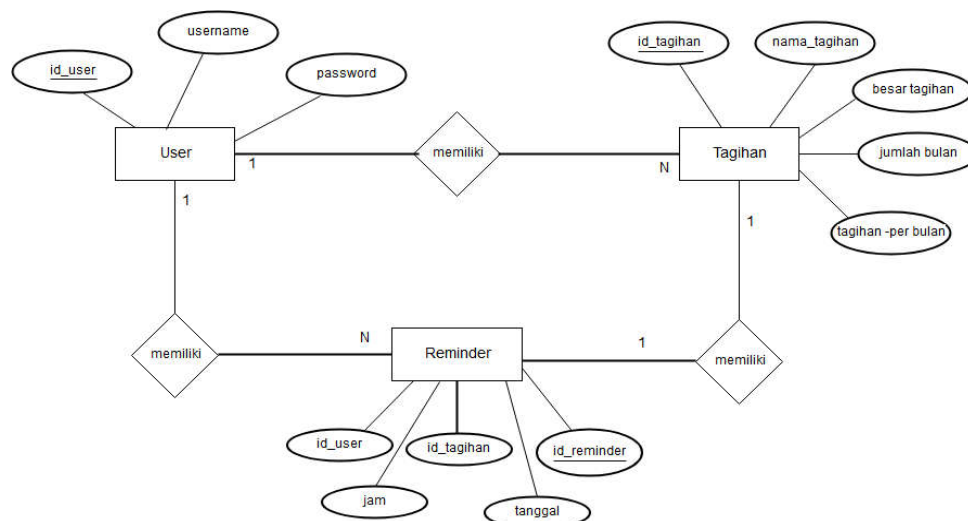 username
id_user
password
id_tagihan
nama_tagihan
besar tagihan
User
1
memiliki
N
Tagihan
jumlah bulan
1
1
tagihan -per bulan
memiliki
N
Reminder
1
memiliki
id_user
id_tagihan
id_reminder
jam
tanggal